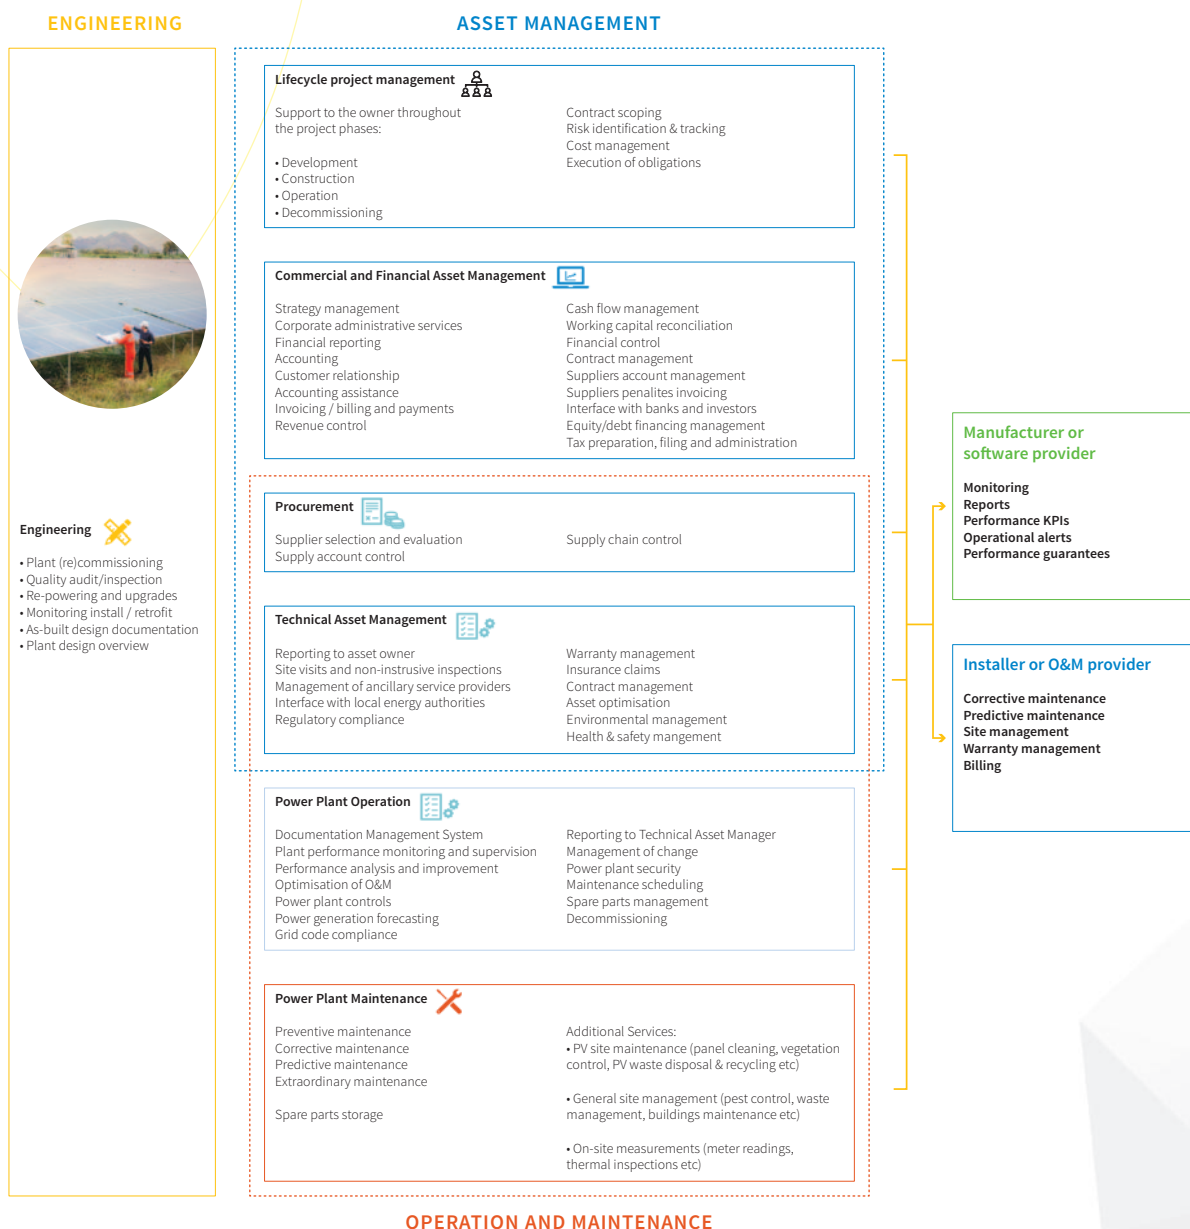 ENGINEERING
ASSET MANAGEMENT
Lifecycle project management
Support to the owner throughout
the project phases:
• Development
• Construction
• Operation
• Decommissioning
Contract scoping
Risk identification & tracking
Cost management
Execution of obligations
Commercial and Financial Asset Management
Strategy management
Corporate administrative services
Financial reporting
Accounting
Customer relationship
Accounting assistance
Invoicing / billing and payments
Revenue control
Cash flow management
Working capital reconciliation
Financial control
Contract management
Suppliers account management
Suppliers penalites invoicing
Interface with banks and investors
Equity/debt financing management
Tax preparation, filing and administration
Procurement
Supplier selection and evaluation
Supply account control
Supply chain control
Engineering
• Plant (re)commissioning
• Quality audit/inspection
• Re-powering and upgrades
• Monitoring install / retrofit
• As-built design documentation
• Plant design overview
Technical Asset Management
Reporting to asset owner
Site visits and non-instrusive inspections
Management of ancillary service providers
Interface with local energy authorities
Regulatory compliance
Warranty management
Insurance claims
Contract management
Asset optimisation
Environmental management
Health & safety mangement
Power Plant Operation
Documentation Management System
Plant performance monitoring and supervision
Performance analysis and improvement
Optimisation of O&M
Power plant controls
Power generation forecasting
Grid code compliance
Reporting to Technical Asset Manager
Management of change
Power plant security
Maintenance scheduling
Spare parts management
Decommissioning
Power Plant Maintenance
Preventive maintenance
Corrective maintenance
Predictive maintenance
Extraordinary maintenance
Spare parts storage
Additional Services:
• PV site maintenance (panel cleaning, vegetation
control, PV waste disposal & recycling etc)
• General site management (pest control, waste
management, buildings maintenance etc)
• On-site measurements (meter readings,
thermal inspections etc)
Manufacturer or
software provider
Monitoring
Reports
Performance KPIs
Operational alerts
Performance guarantees
Installer or O&M provider
Corrective maintenance
Predictive maintenance
Site management
Warranty management
Billing
OPERATION AND MAINTENANCE